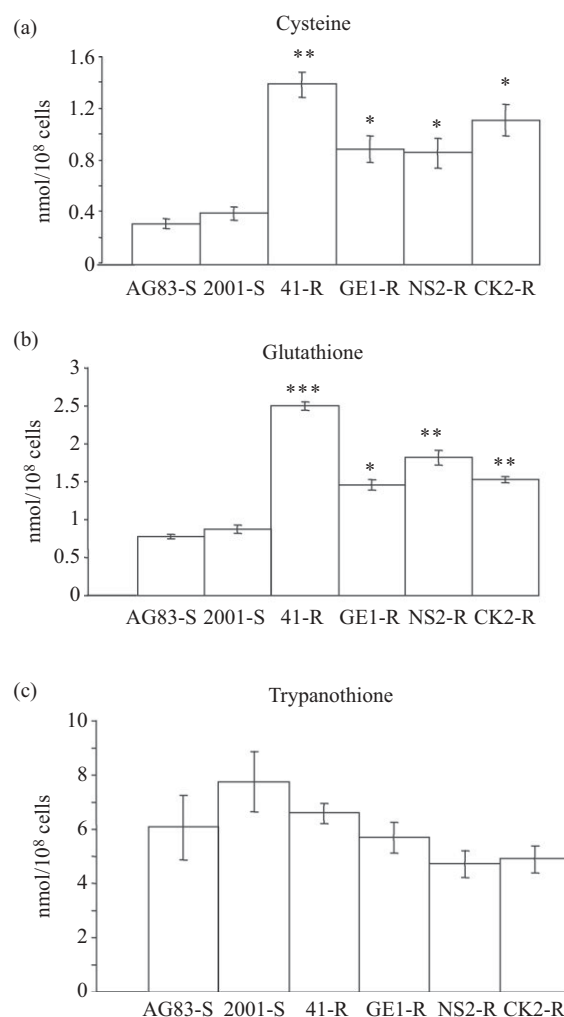 (a)
Cysteine
1.6
1.2
0.8
0.4
0
nmol/10⁸ cells
**
*
*
*
AG83-S 2001-S 41-R GE1-R NS2-R CK2-R
(b)
Glutathione
3
2.5
2
1.5
1
0.5
0
nmol/10⁸ cells
***
*
**
**
AG83-S 2001-S 41-R GE1-R NS2-R CK2-R
(c)
Trypanothione
10
8
6
4
2
0
nmol/10⁸ cells
AG83-S 2001-S 41-R GE1-R NS2-R CK2-R